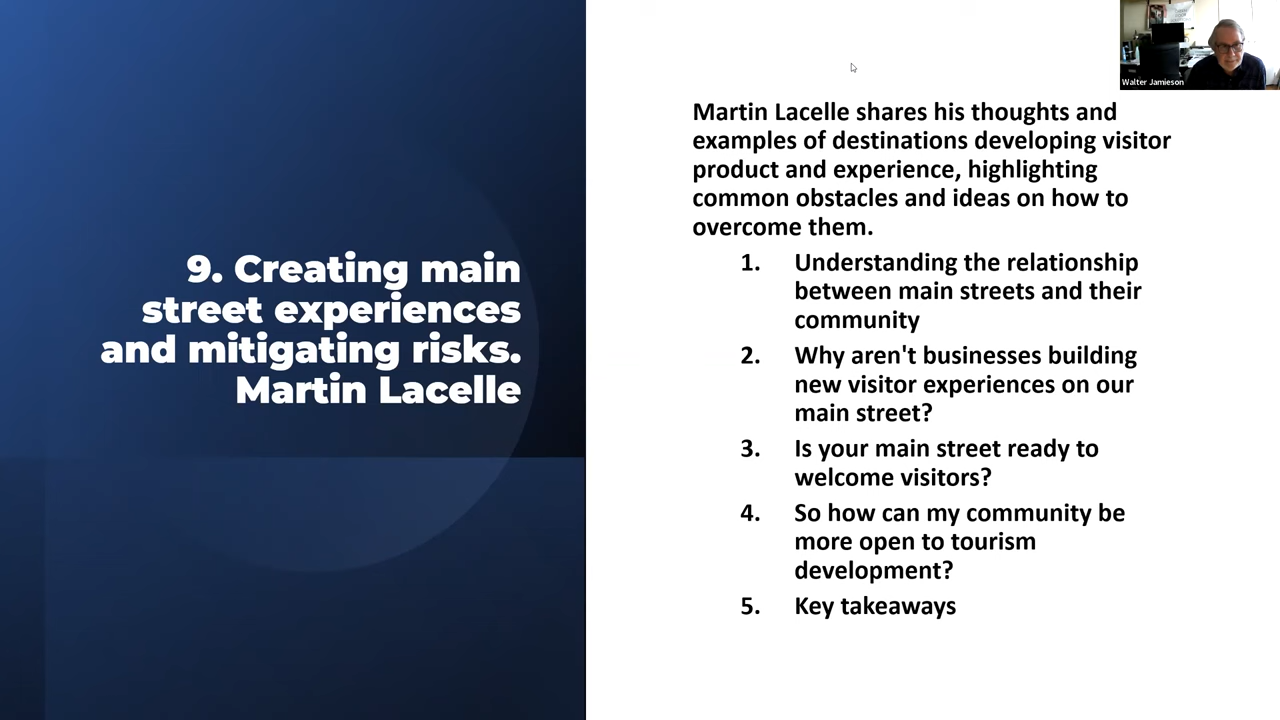 9. Creating main
street experiences
and mitigating risks.
Martin Lacelle
Martin Lacelle shares his thoughts and
examples of destinations developing visitor
product and experience, highlighting
common obstacles and ideas on how to
overcome them.
1. Understanding the relationship
between main streets and their
community
2. Why aren't businesses building
new visitor experiences on our
main street?
3. Is your main street ready to
welcome visitors?
4. So how can my community be
more open to tourism
development?
5. Key takeaways
Walter Jamieson